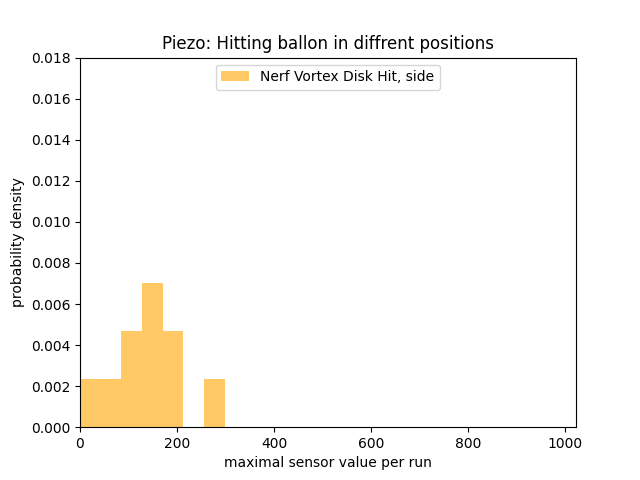 Piezo: Hitting ballon in diffrent positions
Nerf Vortex Disk Hit, side
probability density
0.018
0.016
0.014
0.012
0.010
0.008
0.006
0.004
0.002
0.000
0 200 400 600 800 1000
maximal sensor value per run